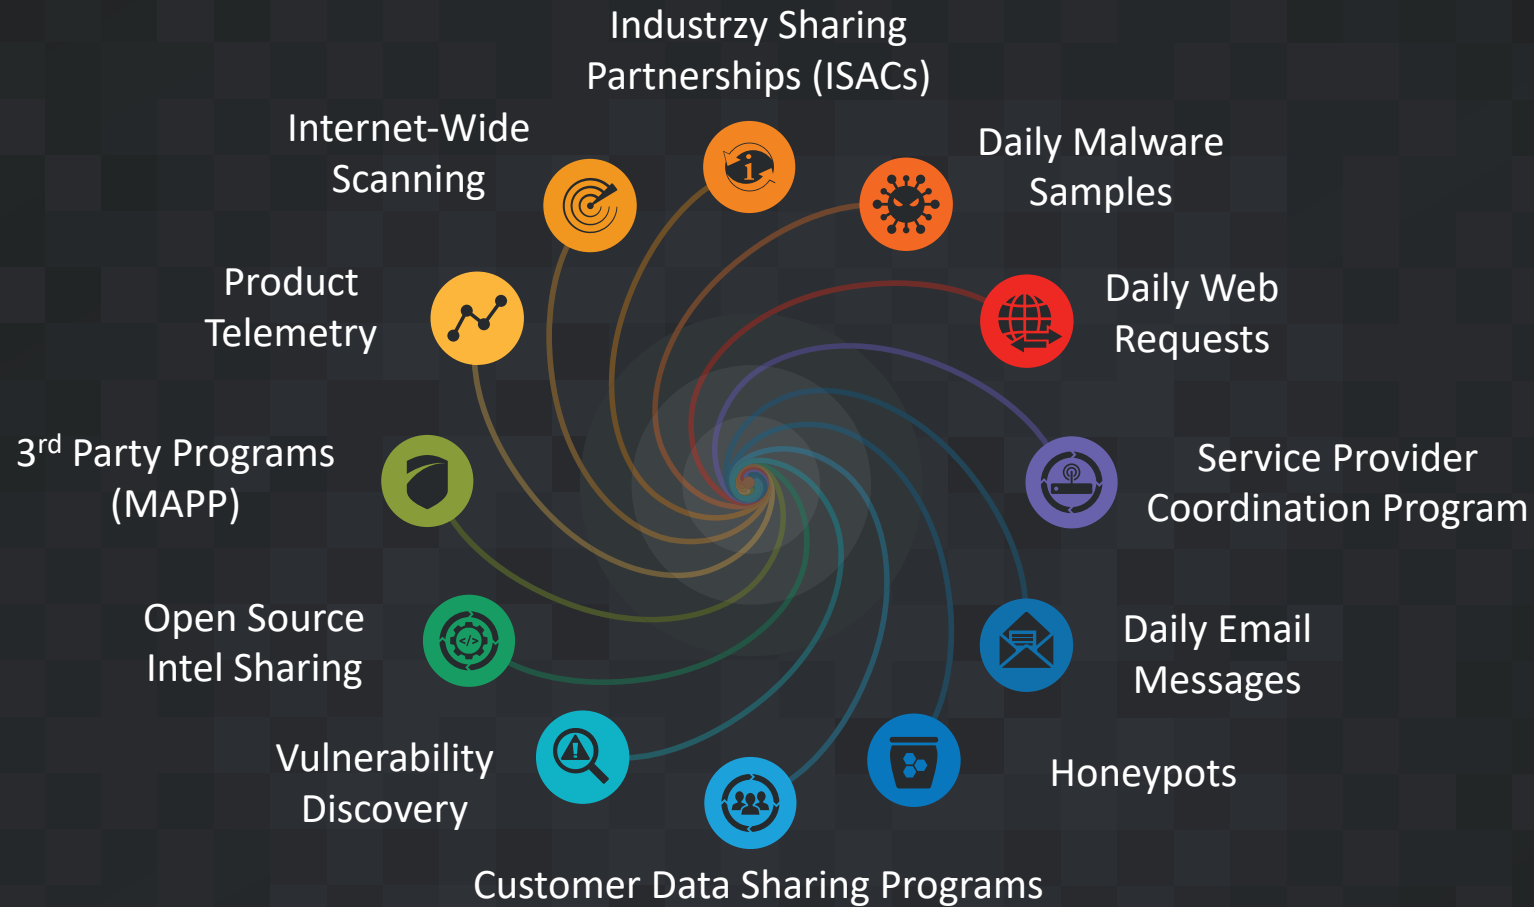 Industrzy Sharing
Partnerships (ISACs)
Internet-Wide
Scanning
Daily Malware
Samples
Product
Telemetry
Daily Web
Requests
3rd Party Programs
(MAPP)
Service Provider
Coordination Program
Open Source
Intel Sharing
Daily Email
Messages
Vulnerability
Discovery
Honeypots
Customer Data Sharing Programs